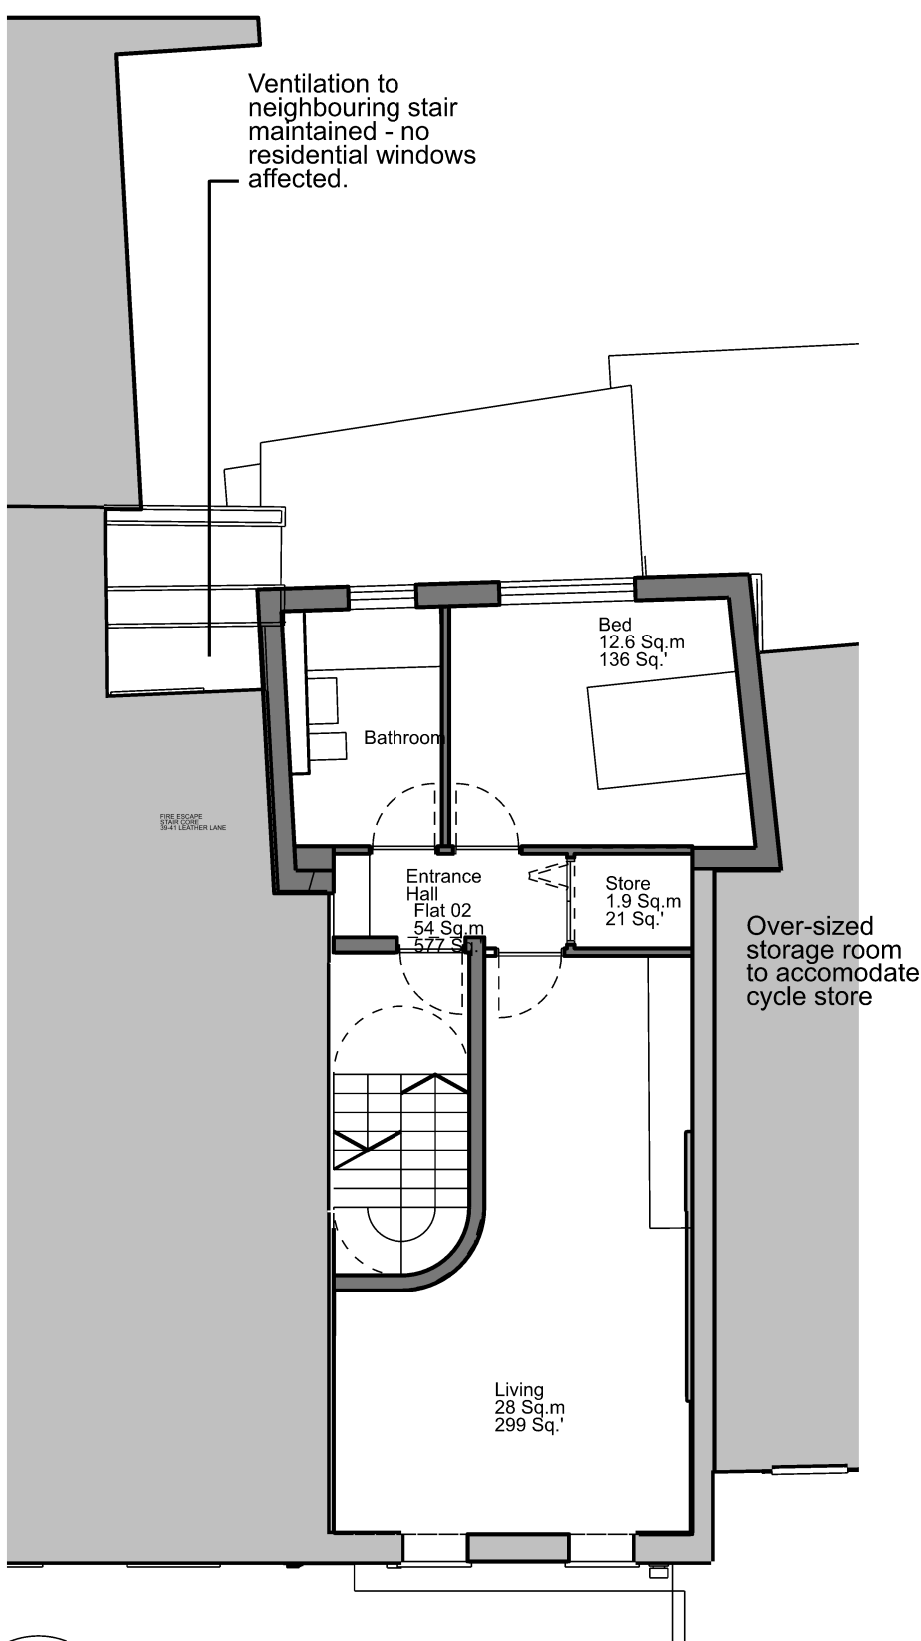 Ventilation to
neighbouring stair
maintained - no
residential windows
affected.
Bed
12.6 Sq.m
136 Sq.'
Bathroom
FIRE ESCAPE
STAIR CORE
39-41 LEATHER LANE
Entrance
Hall
Flat 02
54 Sq.m
577 S
Store
1.9 Sq.m
21 Sq.'
Over-sized
storage room
to accomodate
cycle store
Living
28 Sq.m
299 Sq.'